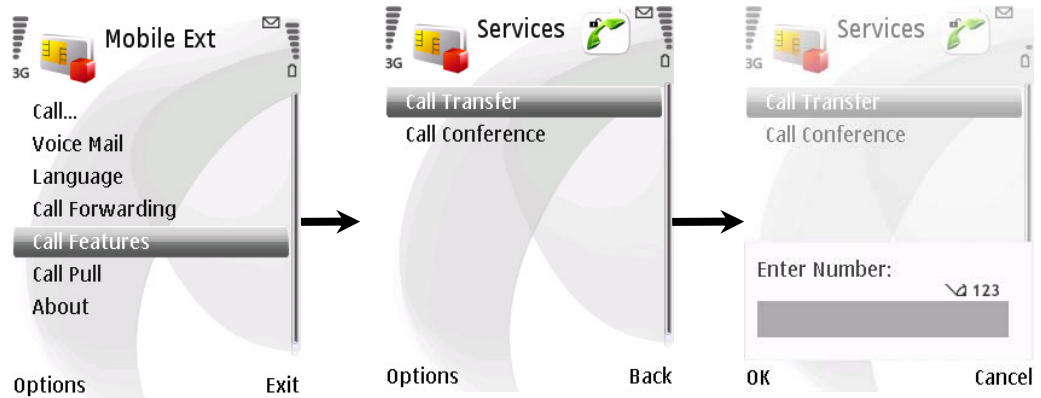 Mobile Ext
3G
Call...
Voice Mail
Language
Call Forwarding
Call Features
Call Pull
About
Options Exit
Services
3G
Call Transfer
Call Conference
Options Back
Services
3G
Call Transfer
Call Conference
Enter Number:
123
OK Cancel